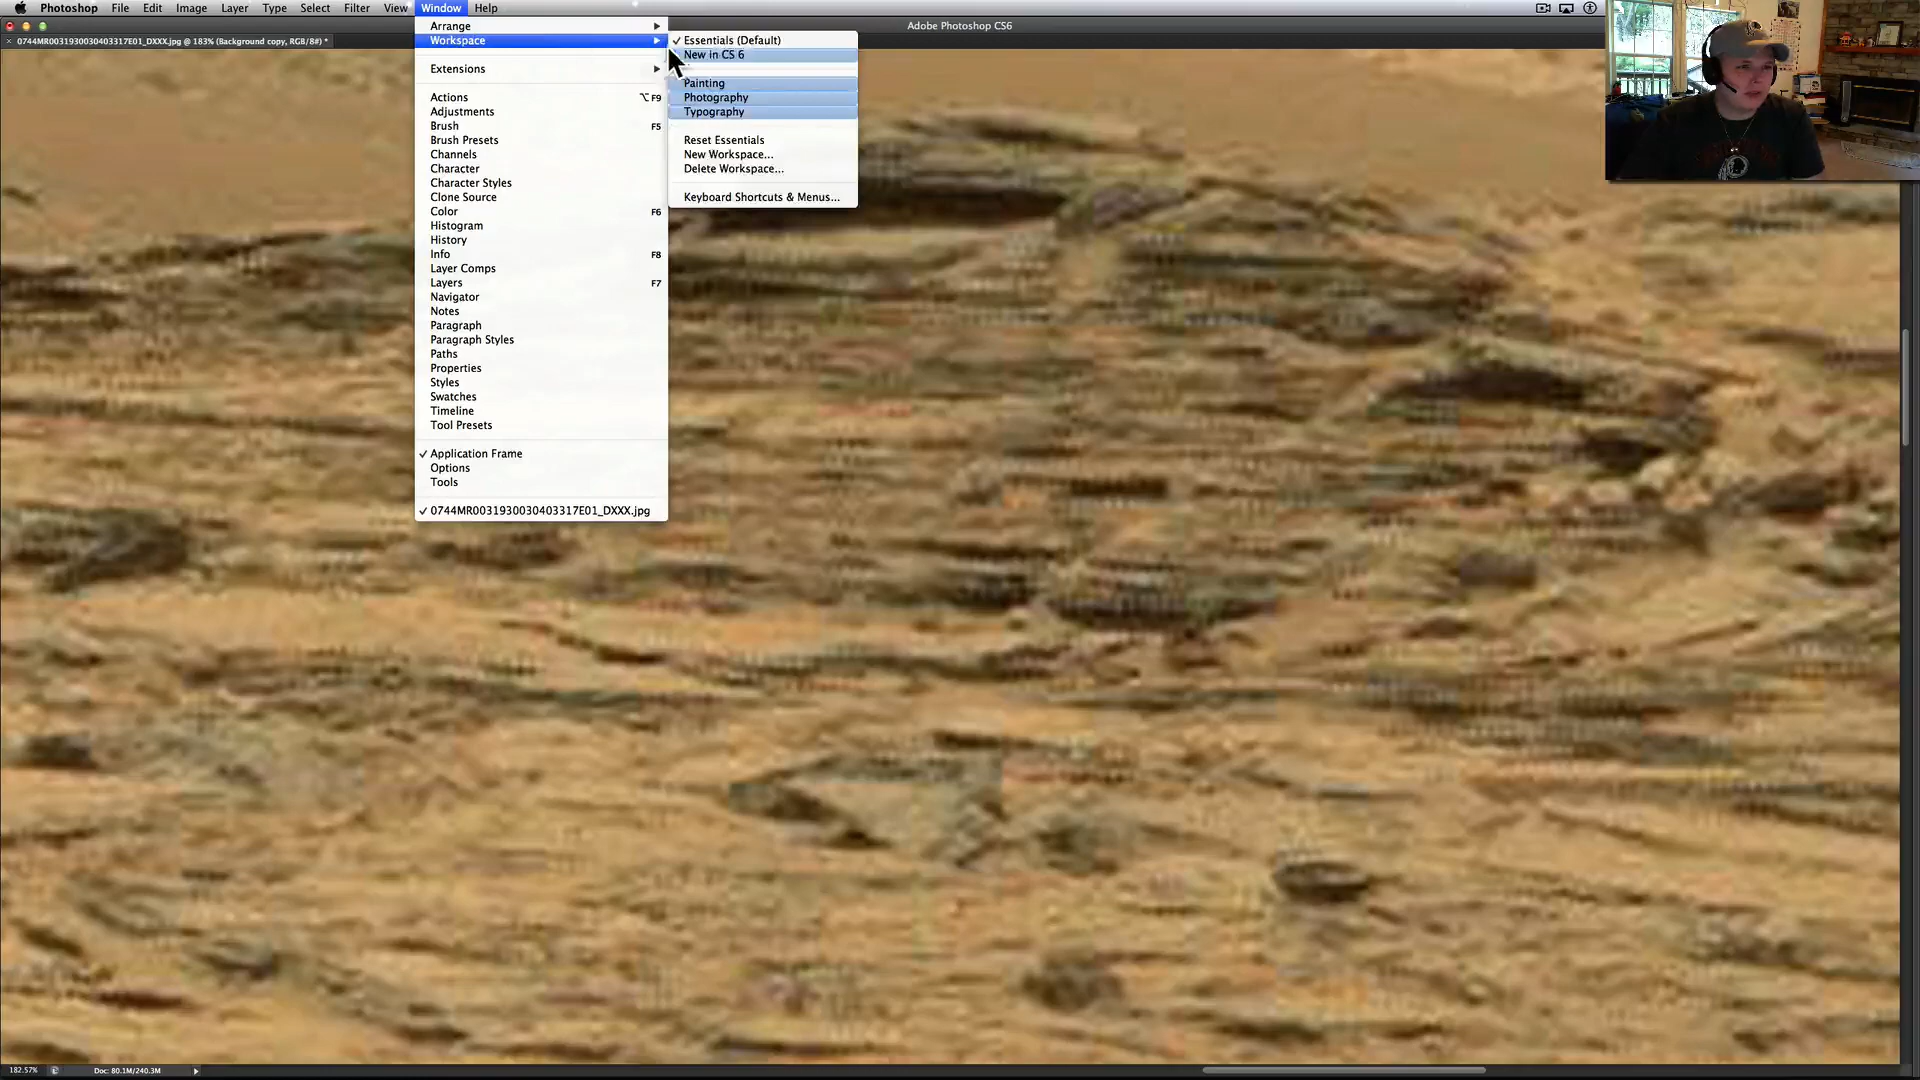 Photoshop File Edit Image Layer Type Select Filter View Window Help
Adobe Photoshop CS6
0744MR0031930030403317E01_DXXX.jpg @ 183% (Background copy, RGB/8#) *
Arrange
Workspace
Extensions
Actions ⌥F9
Adjustments
Brush F5
Brush Presets
Channels
Character
Character Styles
Clone Source
Color F6
Histogram
History
Info F8
Layer Comps
Layers F7
Navigator
Notes
Paragraph
Paragraph Styles
Paths
Properties
Styles
Swatches
Timeline
Tool Presets
✓ Application Frame
Options
Tools
✓ 0744MR0031930030403317E01_DXXX.jpg
✓ Essentials (Default)
New in CS 6
Painting
Photography
Typography
Reset Essentials
New Workspace...
Delete Workspace...
Keyboard Shortcuts & Menus...
182.57% Doc: 80.1M/240.3M